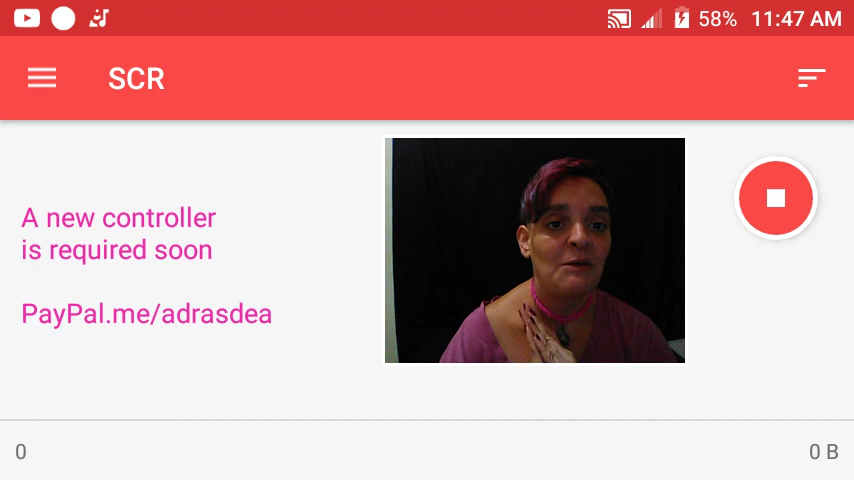 58% 11:47 AM
SCR
A new controller
is required soon
PayPal.me/adrasdea
0 0 B